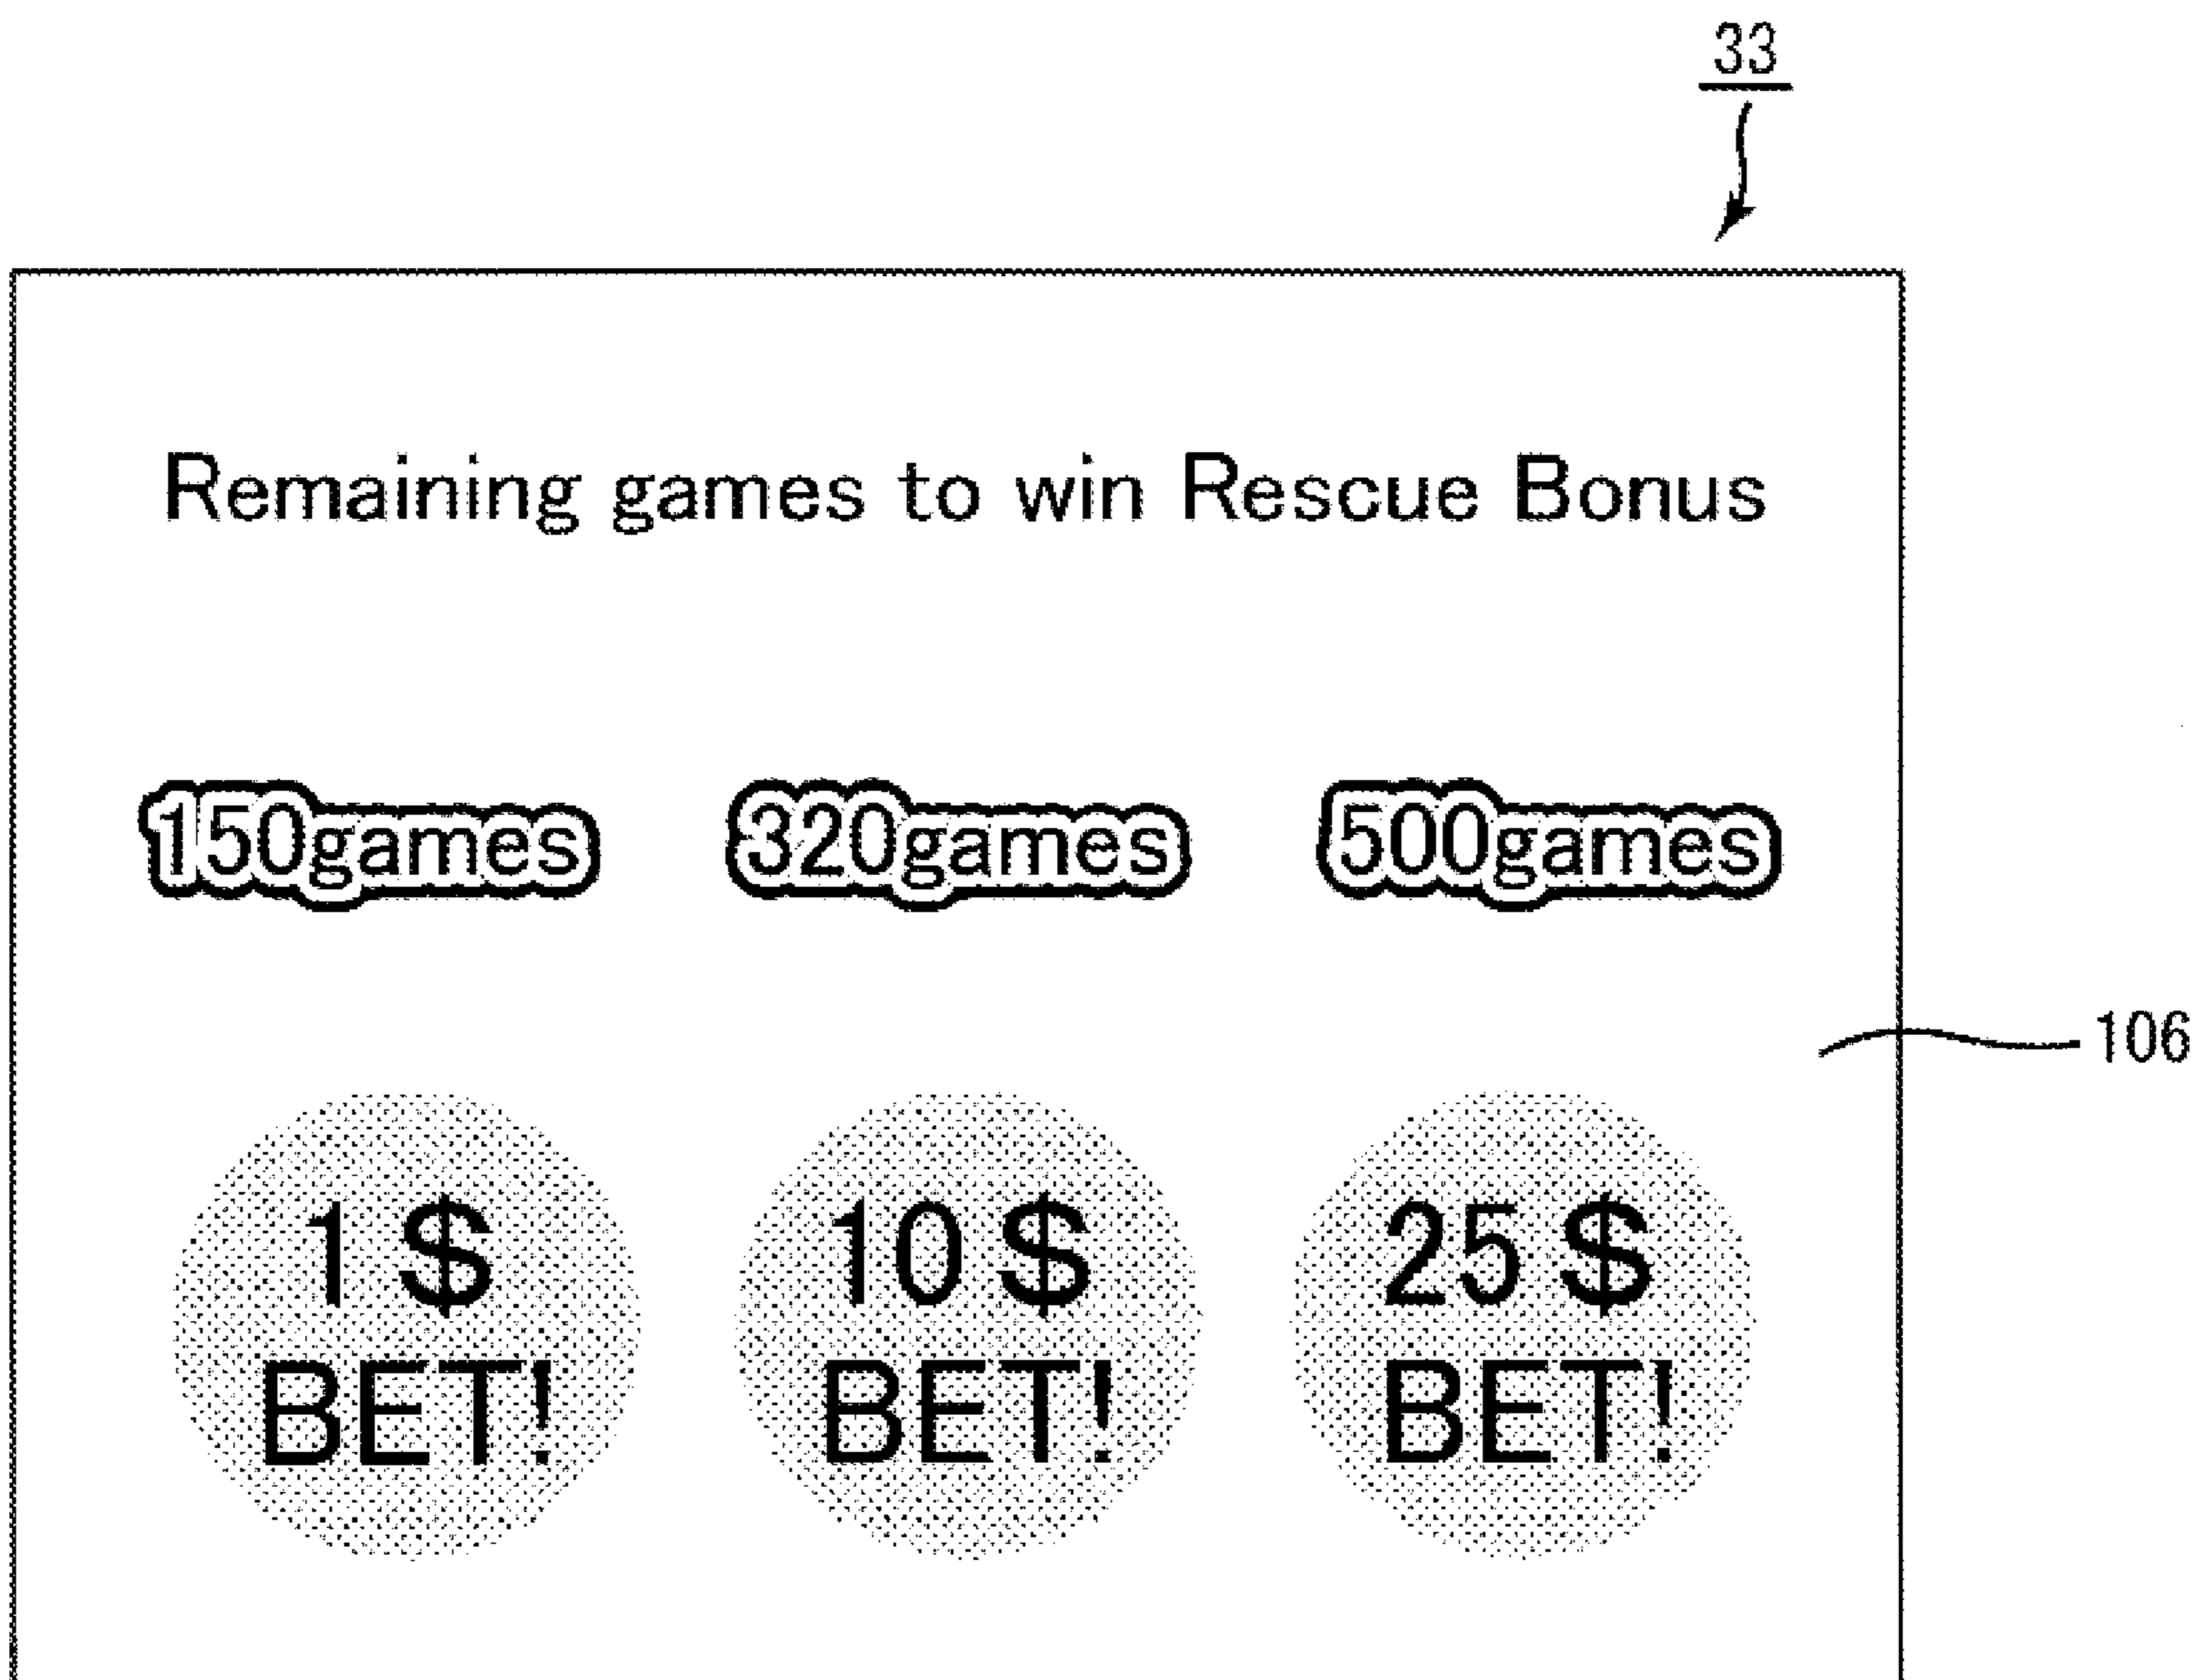 33
Remaining games to win Rescue Bonus
150games 320games 500games
106
1$ 10$ 25$
BET! BET! BET!